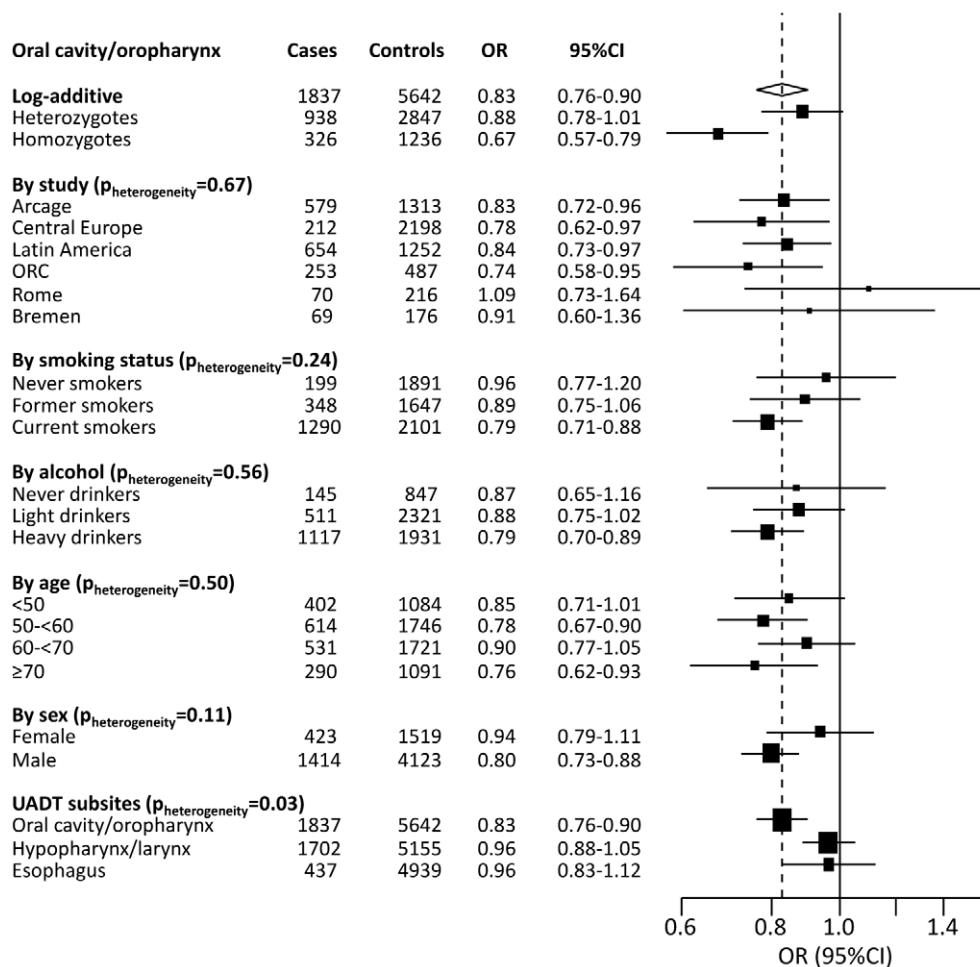 Oral cavity/oropharynx Cases Controls OR 95%CI
Log-additive 1837 5642 0.83 0.76-0.90
Heterozygotes 938 2847 0.88 0.78-1.01
Homozygotes 326 1236 0.67 0.57-0.79
By study (pheterogeneity=0.67)
Arcage 579 1313 0.83 0.72-0.96
Central Europe 212 2198 0.78 0.62-0.97
Latin America 654 1252 0.84 0.73-0.97
ORC 253 487 0.74 0.58-0.95
Rome 70 216 1.09 0.73-1.64
Bremen 69 176 0.91 0.60-1.36
By smoking status (pheterogeneity=0.24)
Never smokers 199 1891 0.96 0.77-1.20
Former smokers 348 1647 0.89 0.75-1.06
Current smokers 1290 2101 0.79 0.71-0.88
By alcohol (pheterogeneity=0.56)
Never drinkers 145 847 0.87 0.65-1.16
Light drinkers 511 2321 0.88 0.75-1.02
Heavy drinkers 1117 1931 0.79 0.70-0.89
By age (pheterogeneity=0.50)
<50 402 1084 0.85 0.71-1.01
50-<60 614 1746 0.78 0.67-0.90
60-<70 531 1721 0.90 0.77-1.05
≥70 290 1091 0.76 0.62-0.93
By sex (pheterogeneity=0.11)
Female 423 1519 0.94 0.79-1.11
Male 1414 4123 0.80 0.73-0.88
UADT subsites (pheterogeneity=0.03)
Oral cavity/oropharynx 1837 5642 0.83 0.76-0.90
Hypopharynx/larynx 1702 5155 0.96 0.88-1.05
Esophagus 437 4939 0.96 0.83-1.12
0.6 0.8 1.0 1.4
OR (95%CI)